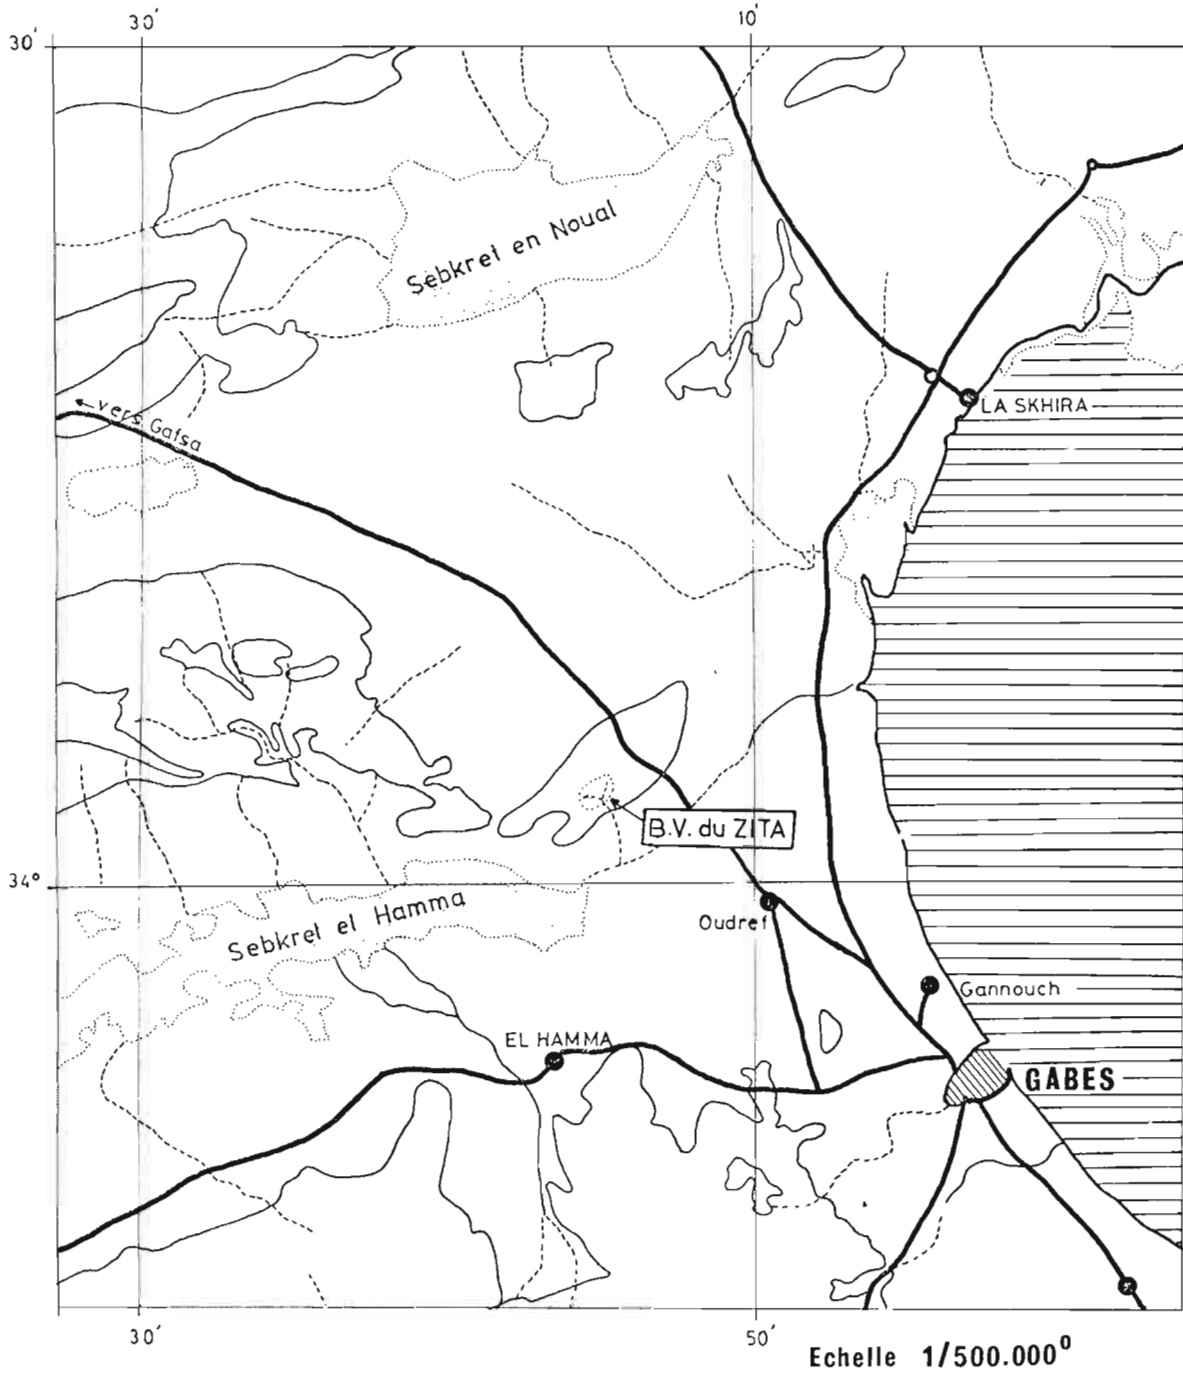 30'
10'
30'
Sebkret en Noual
LA SKHIRA
vers Gafsa
B.V. du ZITA
34°
Sebkret el Hamma
Oudref
Gannouch
EL HAMMA
GABES
30'
50'
Echelle 1/500.000⁰